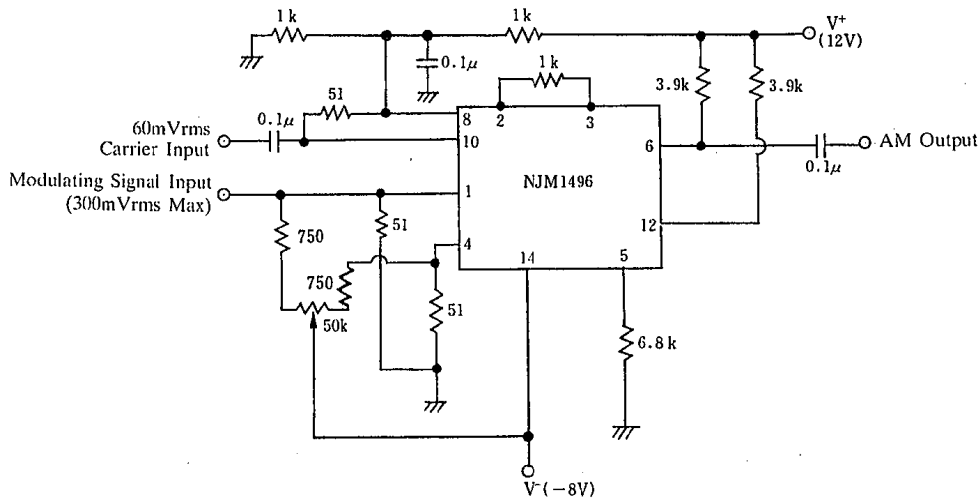 1k
1k
V⁺
(12V)
0.1μ
1k
3.9k
3.9k
51
0.1μ
60mVrms
Carrier Input
8
10
2
3
6
AM Output
0.1μ
NJM1496
Modulating Signal Input
(300mVrms Max)
1
51
12
750
4
14
5
750
50k
51
6.8k
V⁻(−8V)